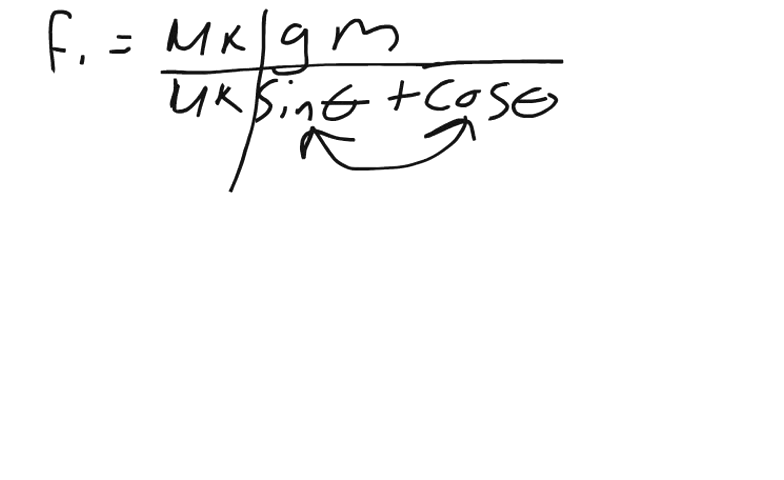 F₁ = μk g m
μk sinθ + cosθ